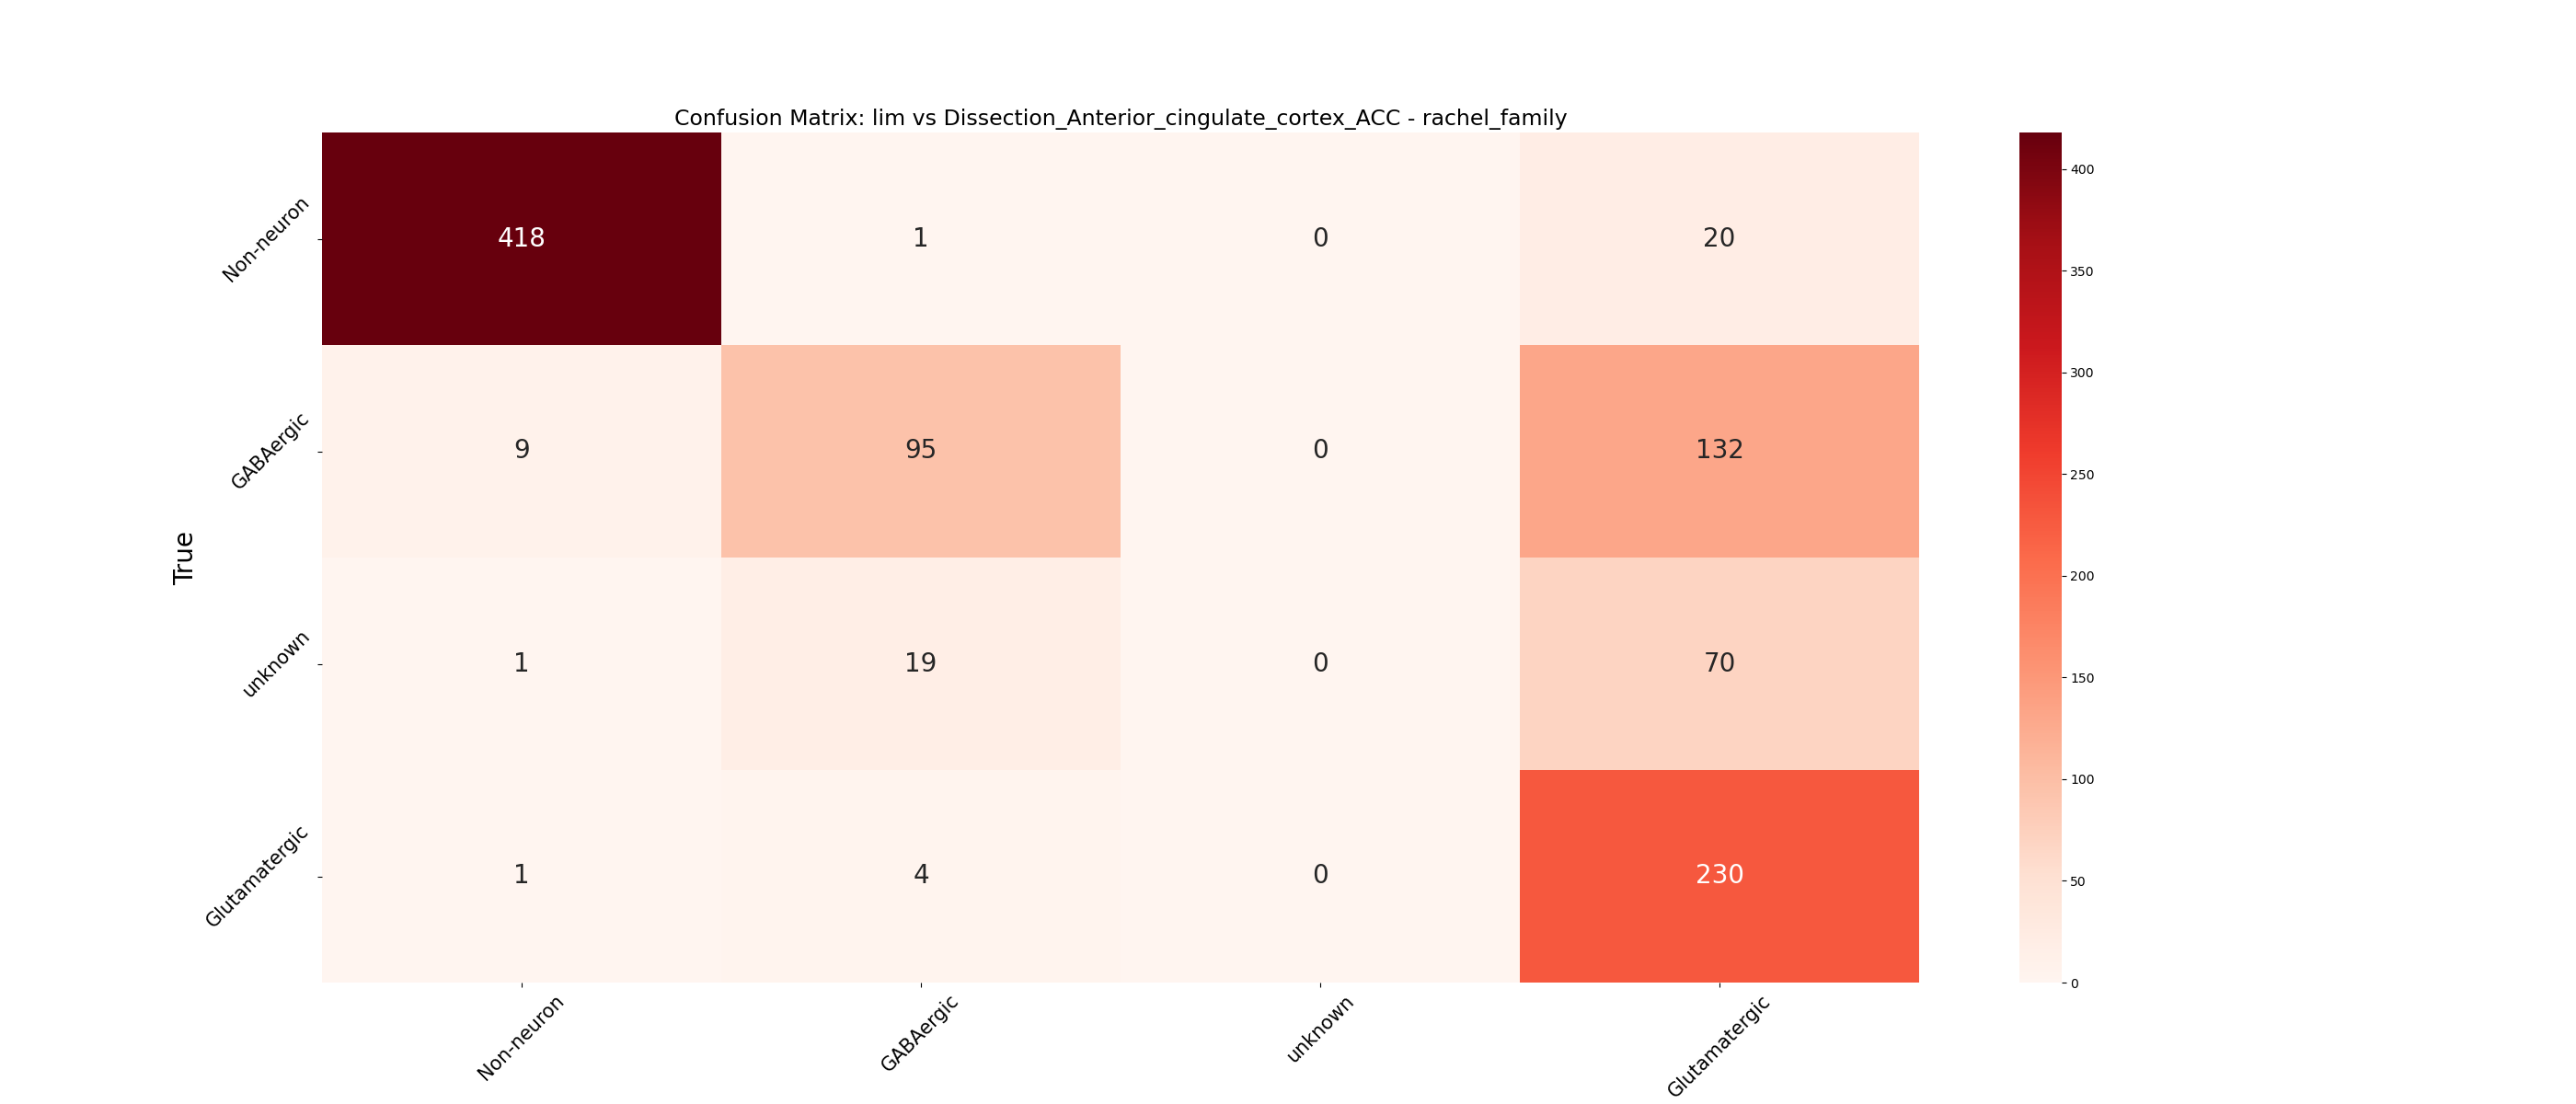 Confusion Matrix: lim vs Dissection_Anterior_cingulate_cortex_ACC - rachel_family
True
Non-neuron
418
1
0
20
GABAergic
9
95
0
132
unknown
1
19
0
70
Glutamatergic
1
4
0
230
Non-neuron
GABAergic
unknown
Glutamatergic
400
350
300
250
200
150
100
50
0